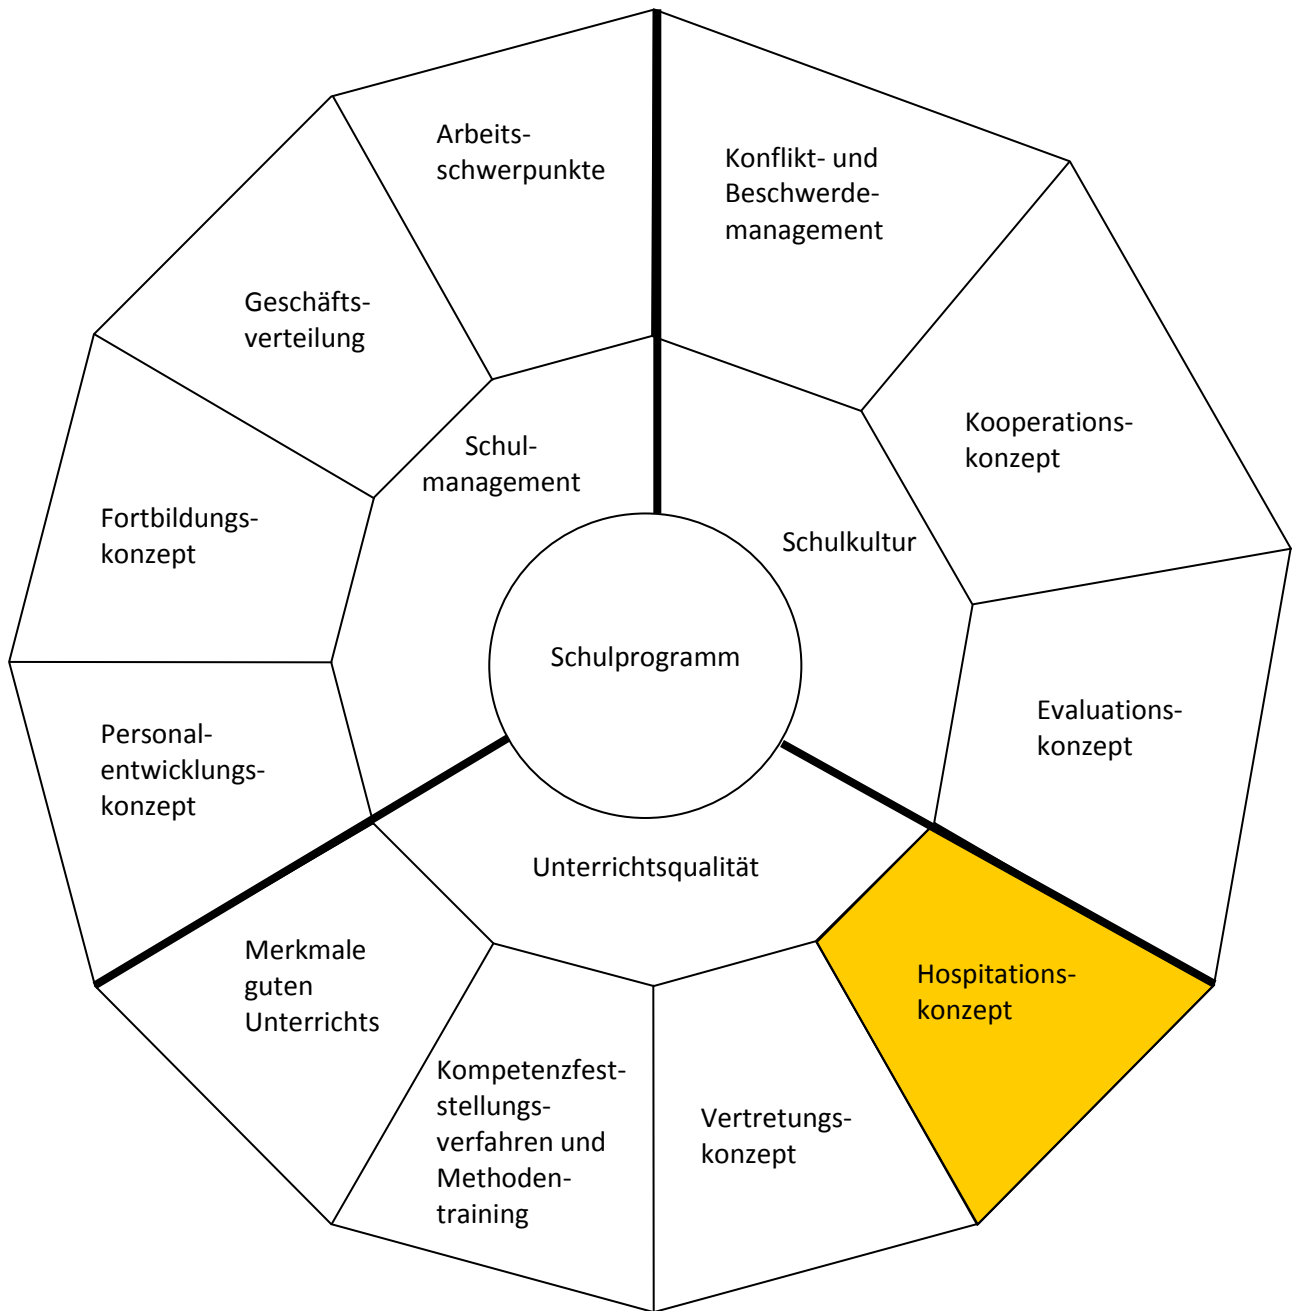 Arbeits-
schwerpunkte
Konflikt- und
Beschwerde-
management
Geschäfts-
verteilung
Kooperations-
konzept
Schul-
management
Fortbildungs-
konzept
Schulkultur
Schulprogramm
Personal-
entwicklungs-
konzept
Evaluations-
konzept
Unterrichtsqualität
Merkmale
guten
Unterrichts
Hospitations-
konzept
Kompetenzfest-
stellungs-
verfahren und
Methoden-
training
Vertretungs-
konzept